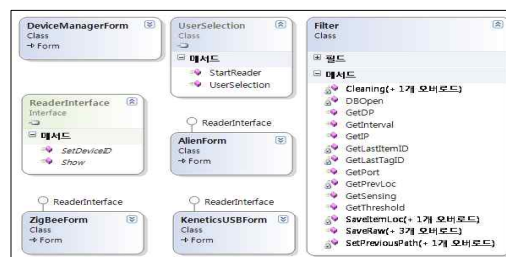 DeviceManagerForm
Class
Form
UserSelection
Class
메서드
StartReader
UserSelection
ReaderInterface
Interface
메서드
SetDeviceID
Show
ReaderInterface
AlienForm
Class
Form
ReaderInterface
ZigBeeForm
Class
Form
ReaderInterface
KeneticsUSBForm
Class
Form
Filter
Class
필드
메서드
Cleaning(+ 1개 오버로드)
DBOpen
GetDP
GetInterval
GetIP
GetLastItemID
GetLastTagID
GetPort
GetPrevLoc
GetSensing
GetThreshold
SaveItemLoc(+ 1개 오버로드)
SaveRaw(+ 3개 오버로드)
SetPreviousPath(+ 1개 오버로드)